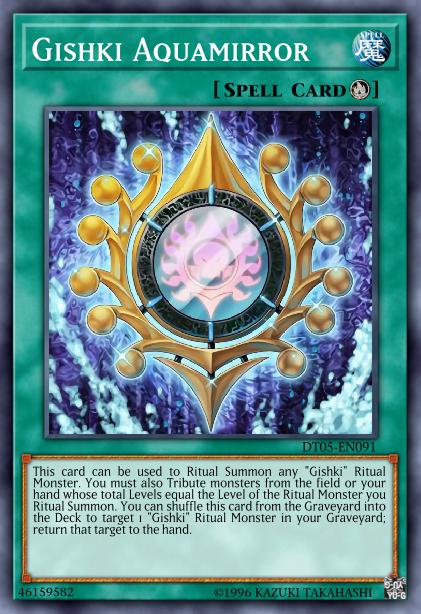 Gishki Aquamirror
SPELL
魔
[Spell Card]
DT05-EN091
This card can be used to Ritual Summon any "Gishki" Ritual
Monster. You must also Tribute monsters from the field or your
hand whose total Levels equal the Level of the Ritual Monster you
Ritual Summon. You can shuffle this card from the Graveyard into
the Deck to target 1 "Gishki" Ritual Monster in your Graveyard;
return that target to the hand.
46159582
©1996 KAZUKI TAKAHASHI